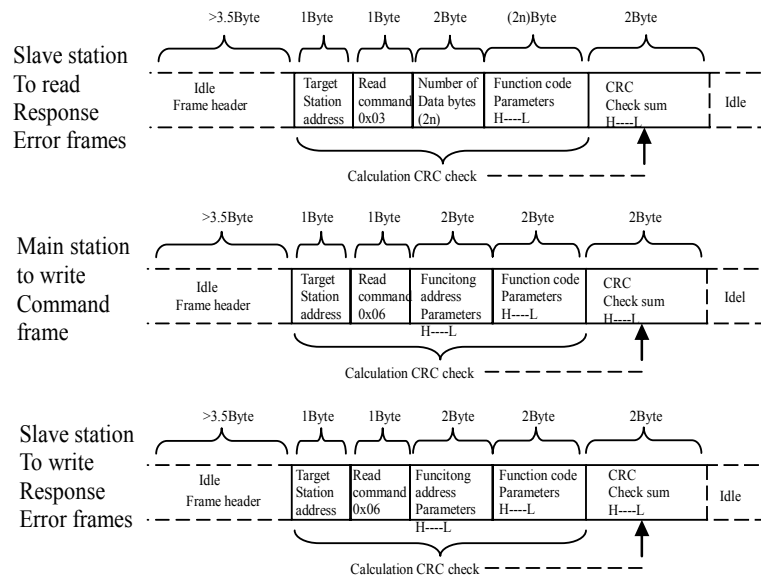 >3.5Byte 1Byte 1Byte 2Byte (2n)Byte 2Byte
Slave station
To read
Response
Error frames
Idle
Frame header
Target
Station
address
Read
command
0x03
Number of
Data bytes
(2n)
Function code
Parameters
H----L
CRC
Check sum
H----L
Idle
Calculation CRC check
>3.5Byte 1Byte 1Byte 2Byte 2Byte 2Byte
Main station
to write
Command
frame
Idle
Frame header
Target
Station
address
Read
command
0x06
Funcitong
address
Parameters
H----L
Function code
Parameters
H----L
CRC
Check sum
H----L
Idel
Calculation CRC check
>3.5Byte 1Byte 1Byte 2Byte 2Byte 2Byte
Slave station
To write
Response
Error frames
Idle
Frame header
Target
Station
address
Read
command
0x06
Funcitong
address
Parameters
H----L
Function code
Parameters
H----L
CRC
Check sum
H----L
Idle
Calculation CRC check